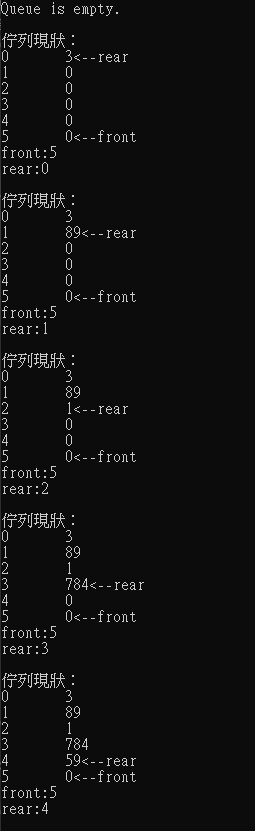 Queue is empty.
佇列現狀：
0 3<--rear
1 0
2 0
3 0
4 0
5 0<--front
front:5
rear:0
佇列現狀：
0 3
1 89<--rear
2 0
3 0
4 0
5 0<--front
front:5
rear:1
佇列現狀：
0 3
1 89
2 1<--rear
3 0
4 0
5 0<--front
front:5
rear:2
佇列現狀：
0 3
1 89
2 1
3 784<--rear
4 0
5 0<--front
front:5
rear:3
佇列現狀：
0 3
1 89
2 1
3 784
4 59<--rear
5 0<--front
front:5
rear:4